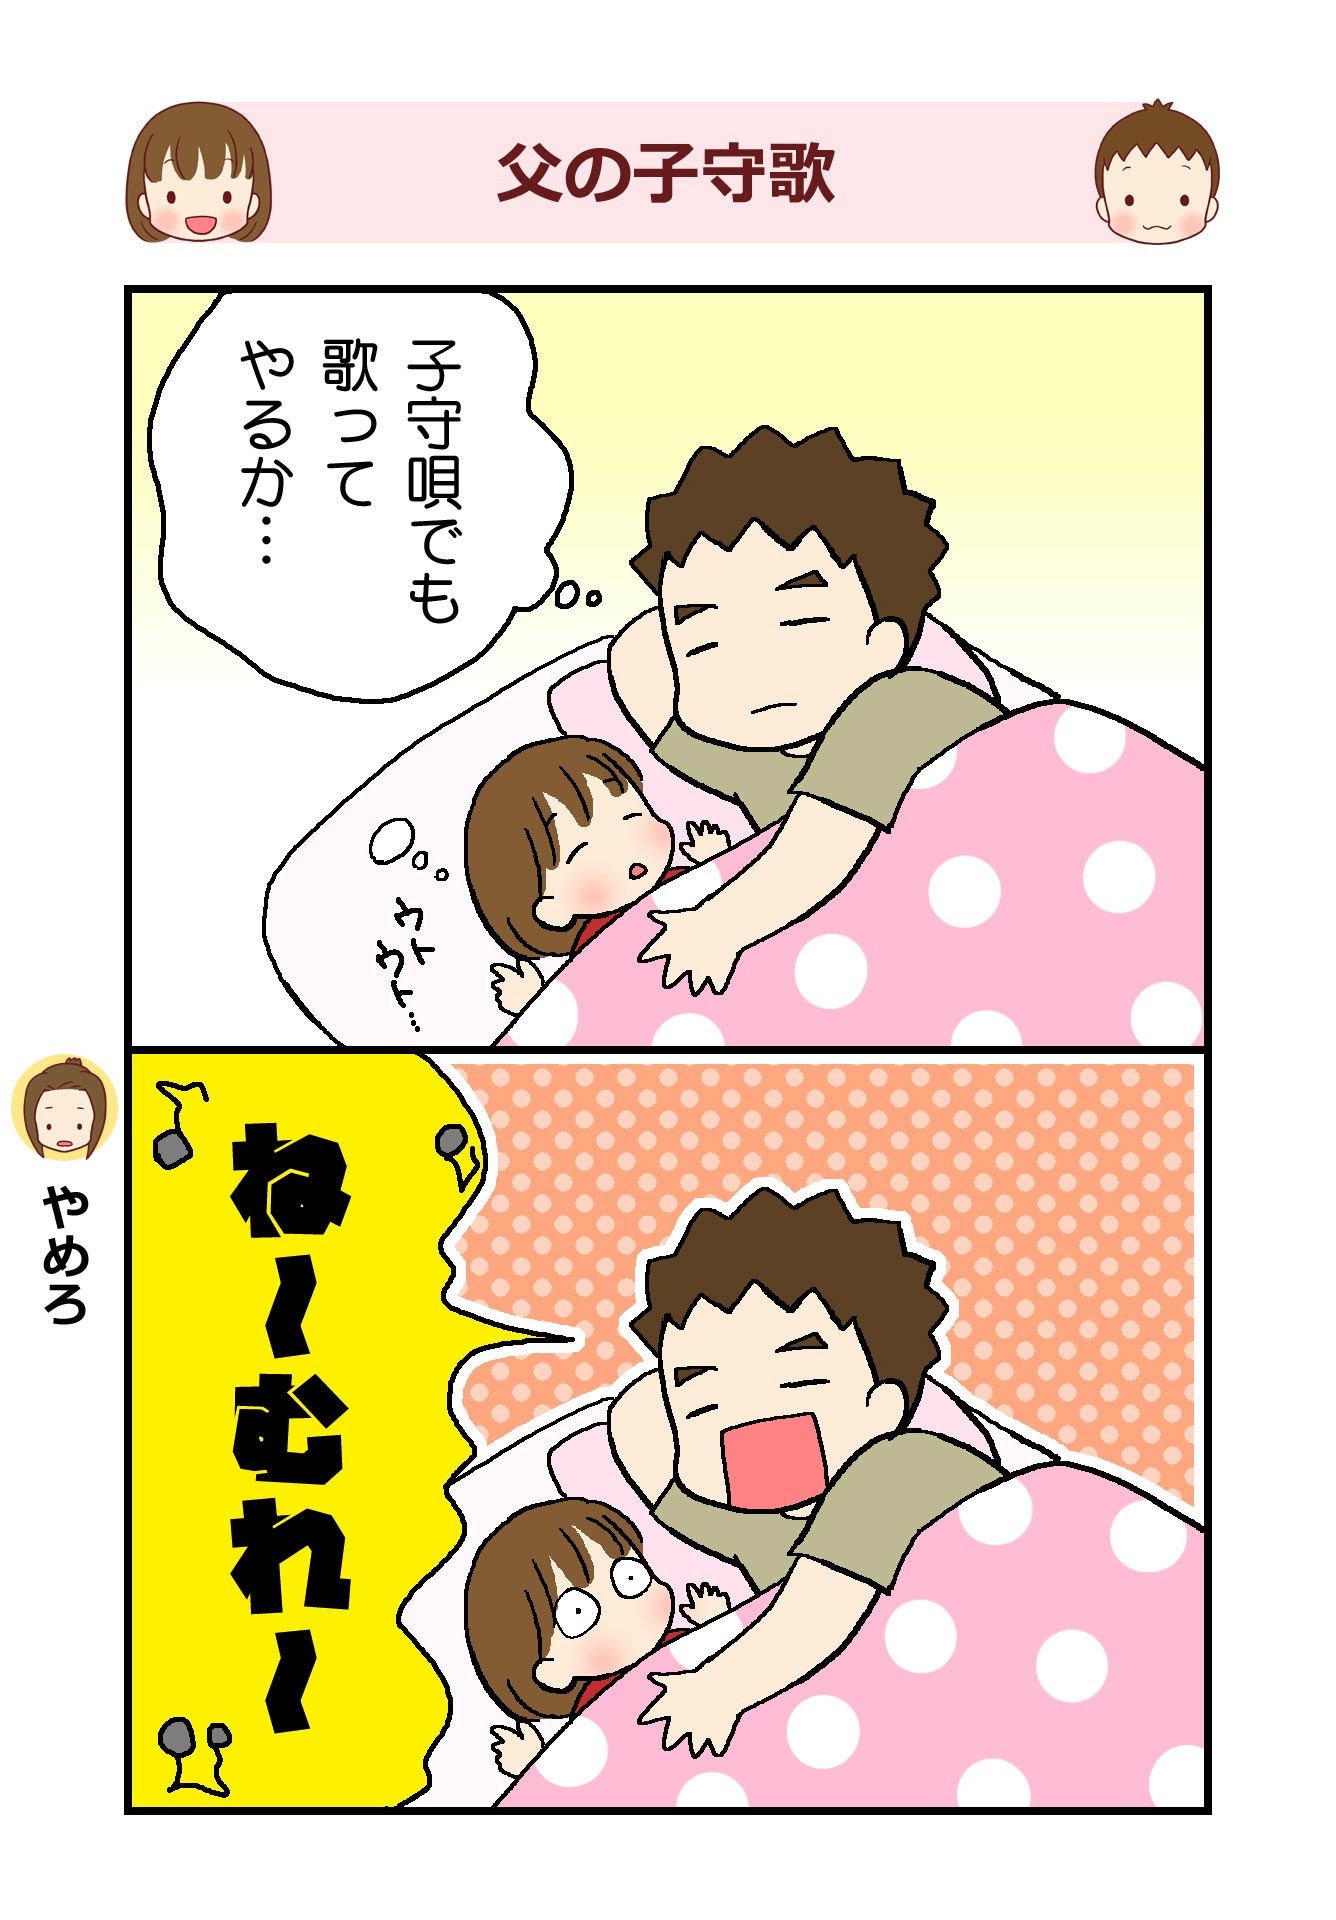 父の子守歌
子守唄でも
歌って
やるか…
ウト
ウト…
ね〜むれ〜
やめろ